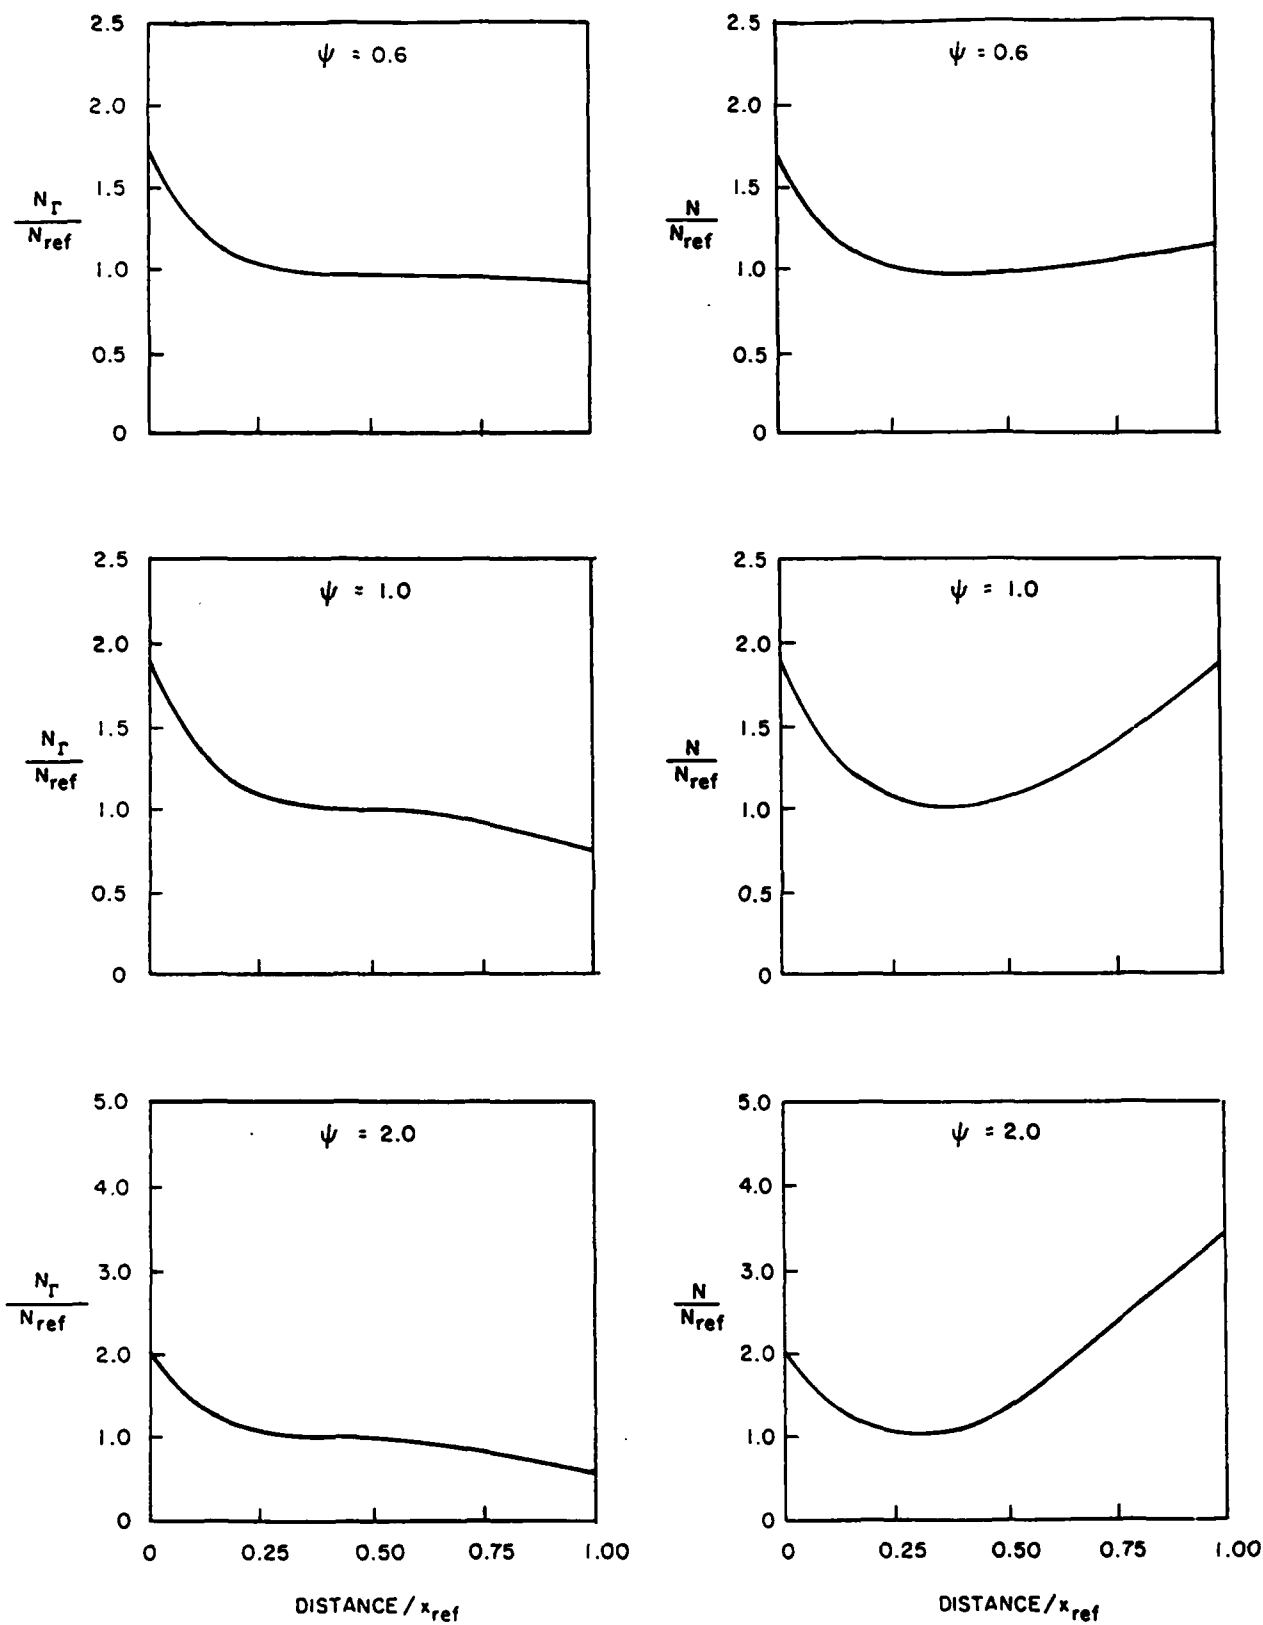 2.5
ψ = 0.6
2.0
1.5
1.0
0.5
0
N_Γ
N_ref
2.5
ψ = 0.6
2.0
1.5
1.0
0.5
0
N
N_ref
2.5
ψ = 1.0
2.0
1.5
1.0
0.5
0
N_Γ
N_ref
2.5
ψ = 1.0
2.0
1.5
1.0
0.5
0
N
N_ref
5.0
ψ = 2.0
4.0
3.0
2.0
1.0
0
N_Γ
N_ref
0 0.25 0.50 0.75 1.00
DISTANCE / x_ref
5.0
ψ = 2.0
4.0
3.0
2.0
1.0
0
N
N_ref
0 0.25 0.50 0.75 1.00
DISTANCE / x_ref